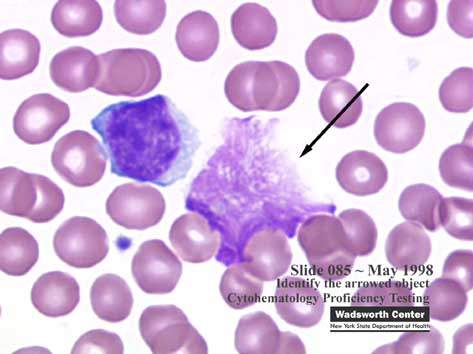 Slide 085 ~ May 1998
Identify the arrowed object
Cytohematology Proficiency Testing
Wadsworth Center
New York State Department of Health